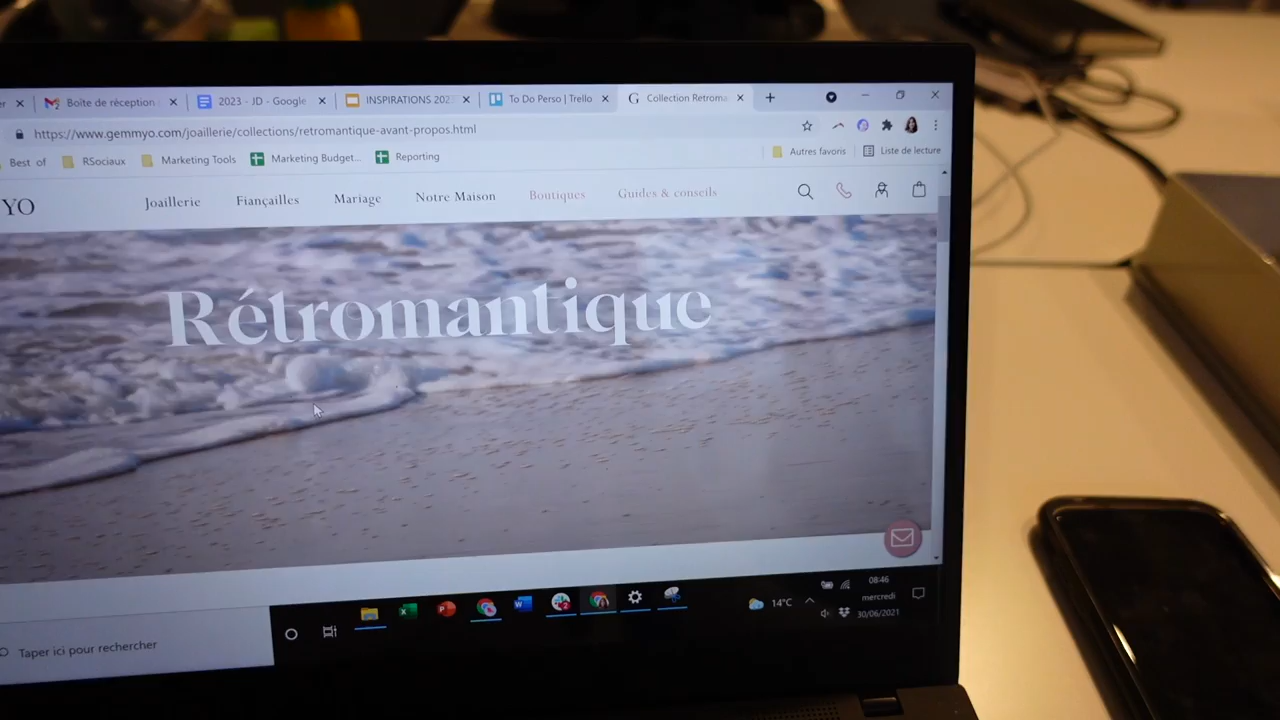 er
Boîte de réception
2023 - JD - Google
INSPIRATIONS 202
To Do Perso | Trello
G Collection Rétroma
https://www.gemmyo.com/joaillerie/collections/retromantique-avant-propos.html
Best of
RSociaux
Marketing Tools
Marketing Budget...
Reporting
Autres favoris
Liste de lecture
YO
Joaillerie
Fiançailles
Mariage
Notre Maison
Boutiques
Guides & conseils
Rétromantique
Taper ici pour rechercher
14°C
08:46
mercredi
30/06/2021